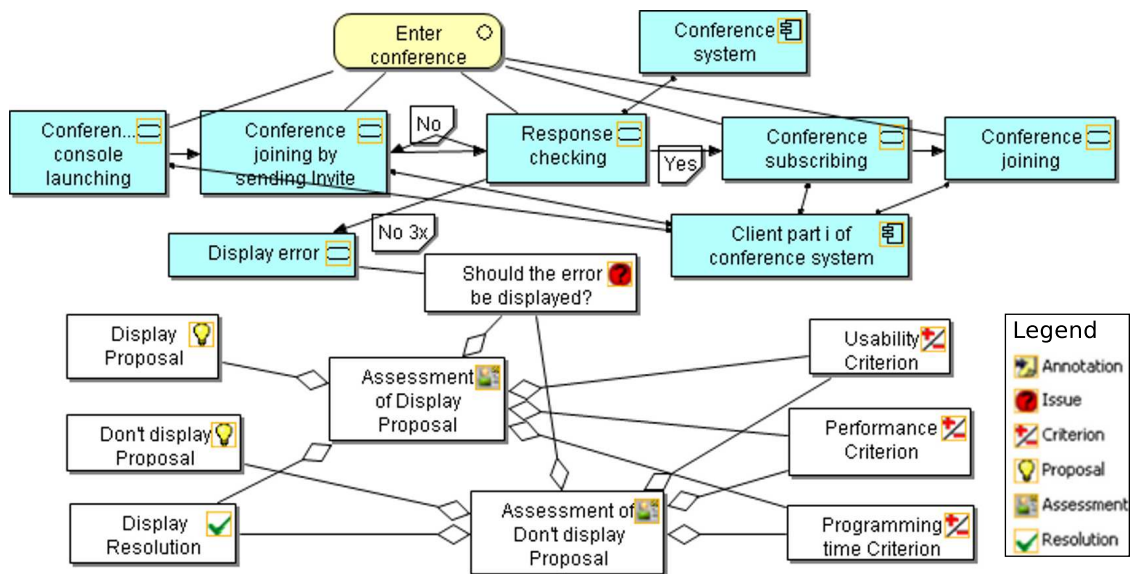 Enter
conference
Conference
system
Conferen...
console
launching
Conference
joining by
sending Invite
No
Response
checking
Yes
Conference
subscribing
Conference
joining
Display error
No 3x
Client part i of
conference system
Should the error
be displayed?
Display
Proposal
Assessment
of Display
Proposal
Usability
Criterion
Don't display
Proposal
Performance
Criterion
Display
Resolution
Assessment of
Don't display
Proposal
Programming
time Criterion
Legend
Annotation
Issue
Criterion
Proposal
Assessment
Resolution